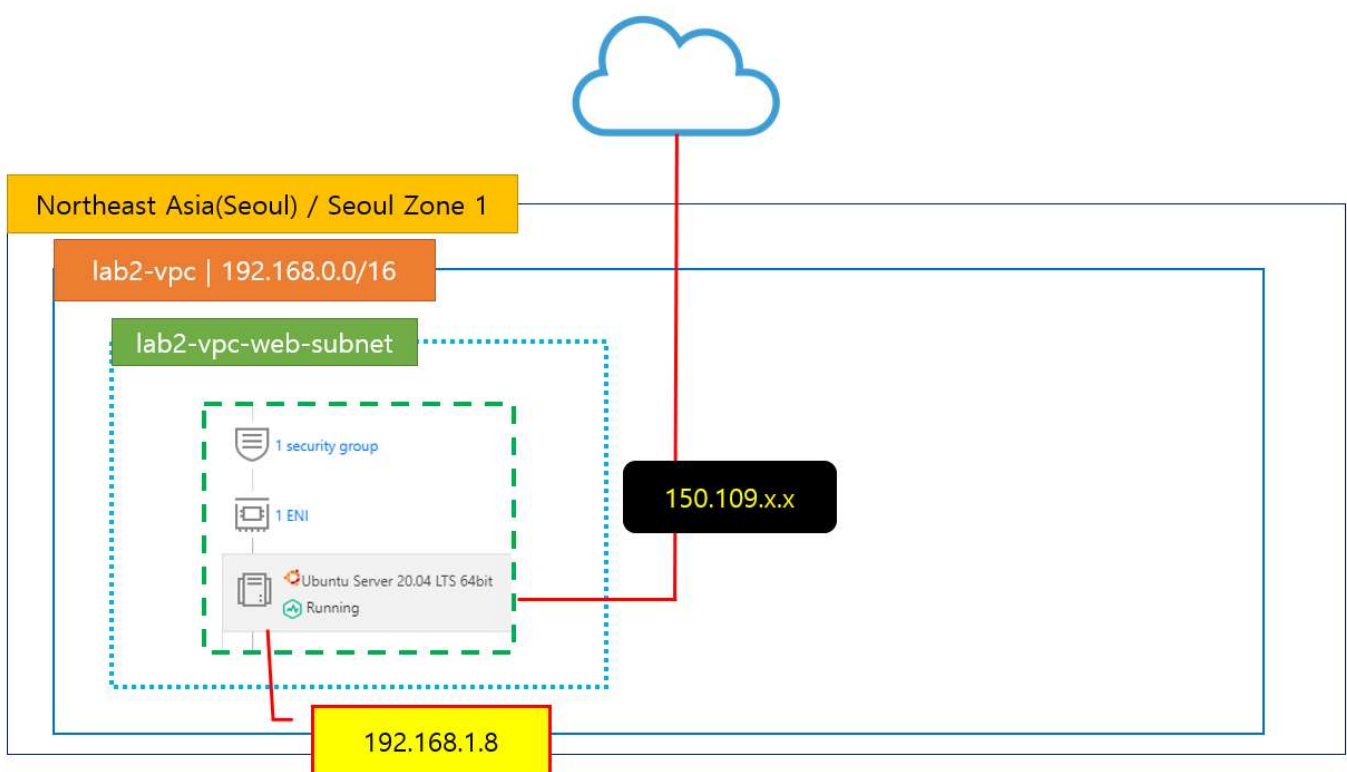 Northeast Asia(Seoul) / Seoul Zone 1
lab2-vpc | 192.168.0.0/16
lab2-vpc-web-subnet
1 security group
1 ENI
150.109.x.x
Ubuntu Server 20.04 LTS 64bit
Running
192.168.1.8